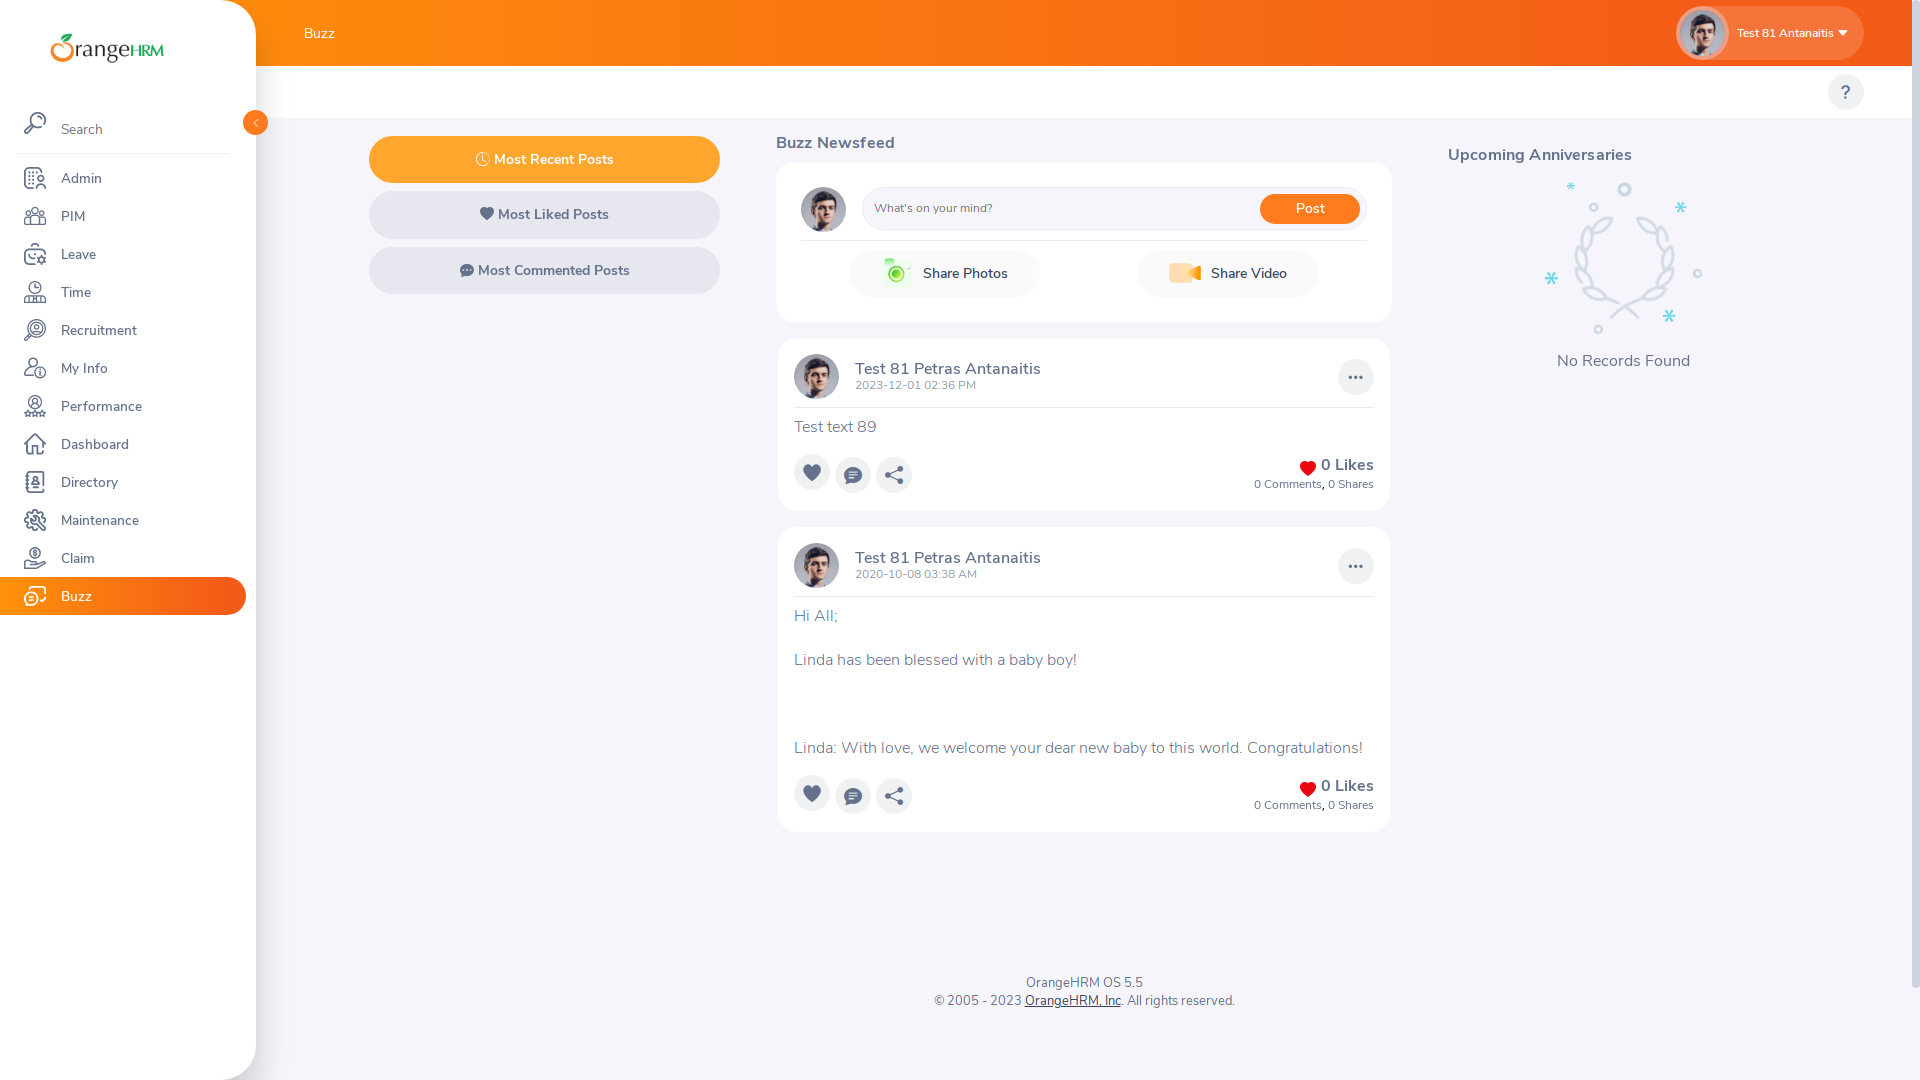 OrangeHRM
Search
Admin
PIM
Leave
Time
Recruitment
My Info
Performance
Dashboard
Directory
Maintenance
Claim
Buzz
Buzz
Test 81 Antanaitis
?
Most Recent Posts
Most Liked Posts
Most Commented Posts
Buzz Newsfeed
What's on your mind?
Post
Share Photos
Share Video
Test 81 Petras Antanaitis
2023-12-01 02:36 PM
Test text 89
0 Likes
0 Comments, 0 Shares
Test 81 Petras Antanaitis
2020-10-08 03:38 AM
Hi All;
Linda has been blessed with a baby boy!
Linda: With love, we welcome your dear new baby to this world. Congratulations!
0 Likes
0 Comments, 0 Shares
Upcoming Anniversaries
No Records Found
OrangeHRM OS 5.5
© 2005 - 2023 OrangeHRM, Inc. All rights reserved.